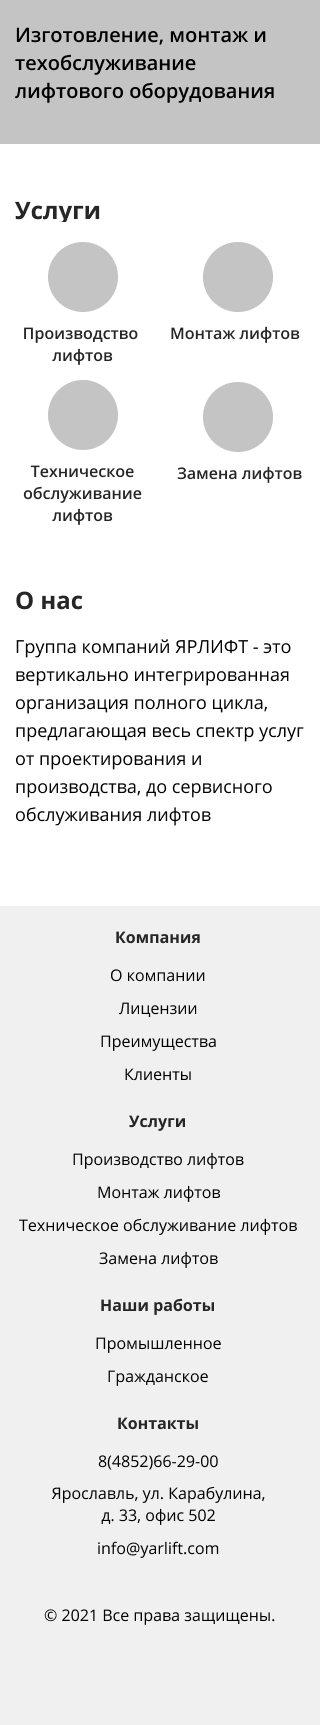 Изготовление, монтаж и
техобслуживание
лифтового оборудования
Услуги
Производство
лифтов
Монтаж лифтов
Техническое
обслуживание
лифтов
Замена лифтов
О нас
Группа компаний ЯРЛИФТ - это
вертикально интегрированная
организация полного цикла,
предлагающая весь спектр услуг
от проектирования и
производства, до сервисного
обслуживания лифтов
Компания
О компании
Лицензии
Преимущества
Клиенты
Услуги
Производство лифтов
Монтаж лифтов
Техническое обслуживание лифтов
Замена лифтов
Наши работы
Промышленное
Гражданское
Контакты
8(4852)66-29-00
Ярославль, ул. Карабулина,
д. 33, офис 502
info@yarlift.com
© 2021 Все права защищены.